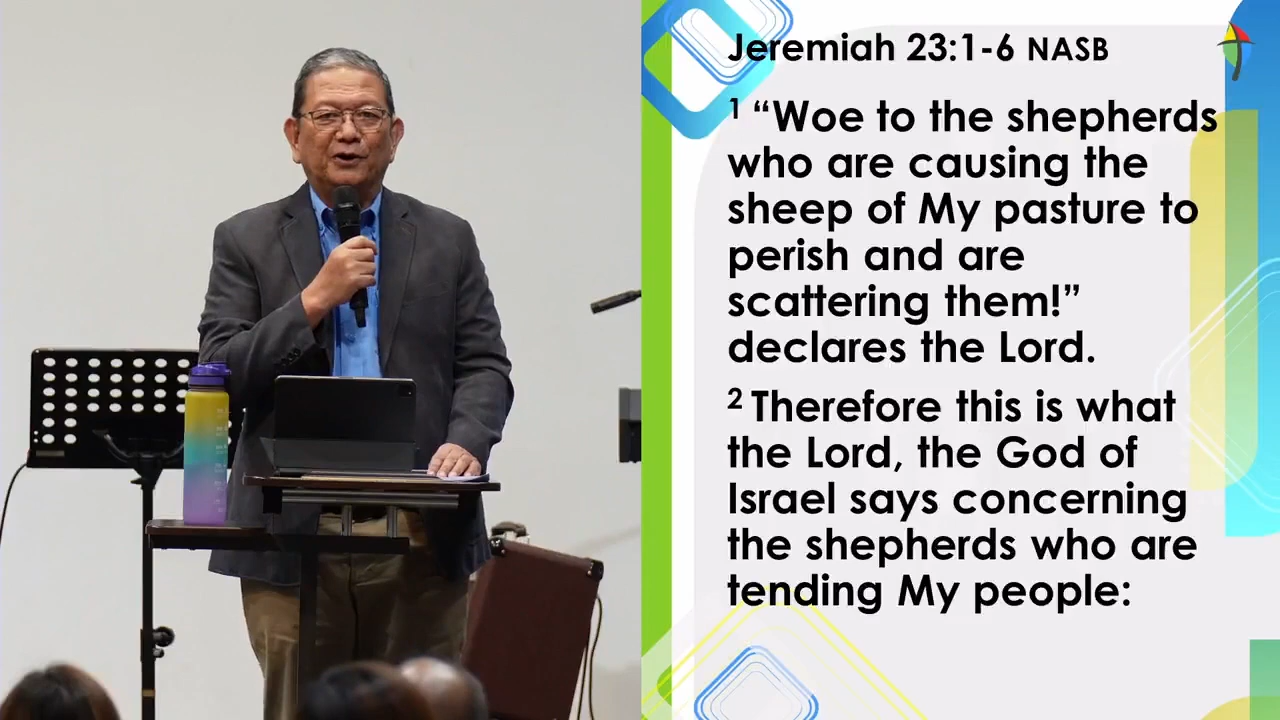 Jeremiah 23:1-6 NASB
1 “Woe to the shepherds
who are causing the
sheep of My pasture to
perish and are
scattering them!”
declares the Lord.
2 Therefore this is what
the Lord, the God of
Israel says concerning
the shepherds who are
tending My people: